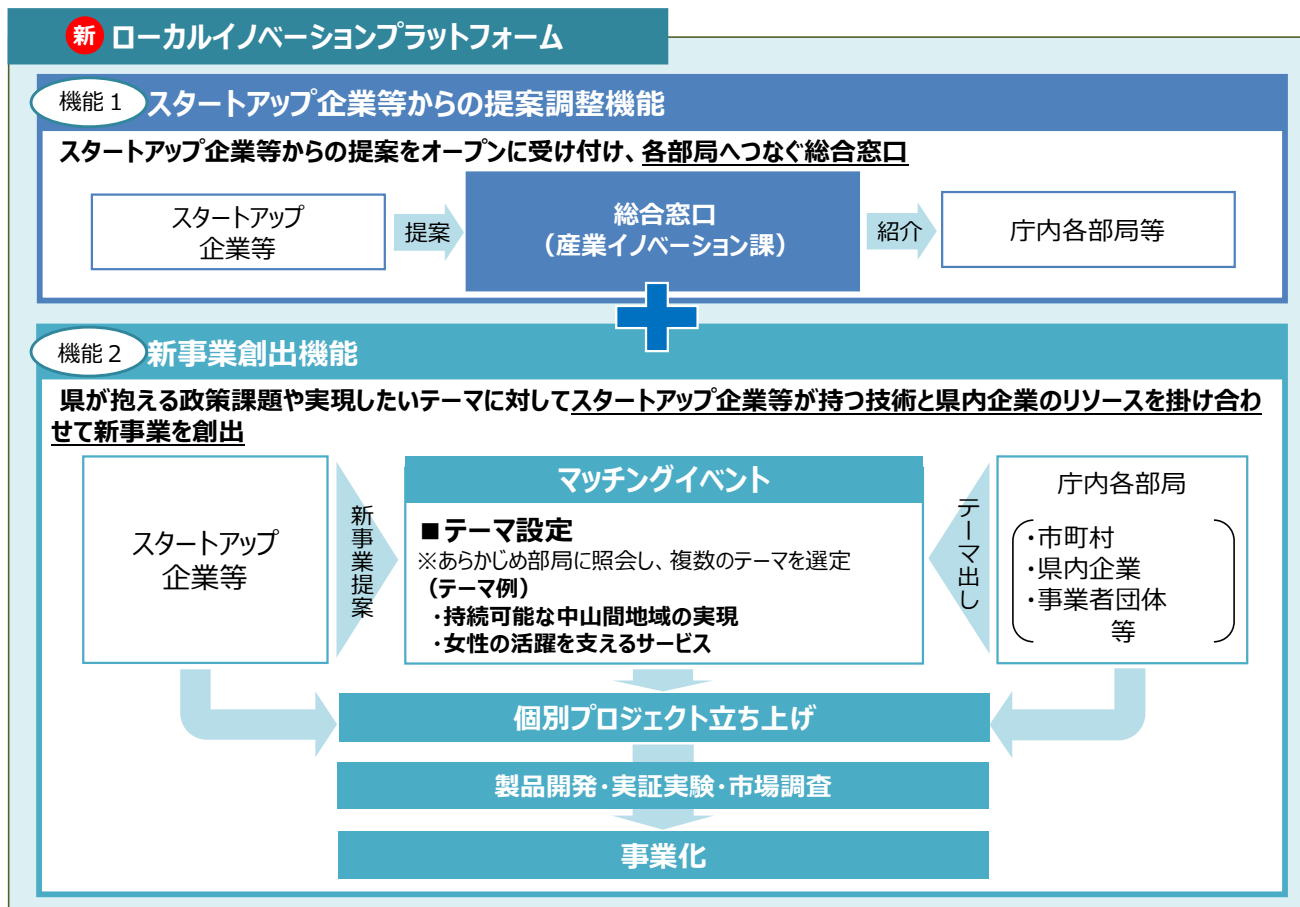 新 ローカルイノベーションプラットフォーム
機能1 スタートアップ企業等からの提案調整機能
スタートアップ企業等からの提案をオープンに受け付け、各部局へつなぐ総合窓口
スタートアップ
企業等
提案
総合窓口
（産業イノベーション課）
紹介
庁内各部局等
機能2 新事業創出機能
県が抱える政策課題や実現したいテーマに対してスタートアップ企業等が持つ技術と県内企業のリソースを掛け合わ
せて新事業を創出
スタートアップ
企業等
新事業提案
マッチングイベント
■テーマ設定
※あらかじめ部局に照会し、複数のテーマを選定
（テーマ例）
・持続可能な中山間地域の実現
・女性の活躍を支えるサービス
テーマ出し
庁内各部局
・市町村
・県内企業
・事業者団体
等
個別プロジェクト立ち上げ
製品開発・実証実験・市場調査
事業化